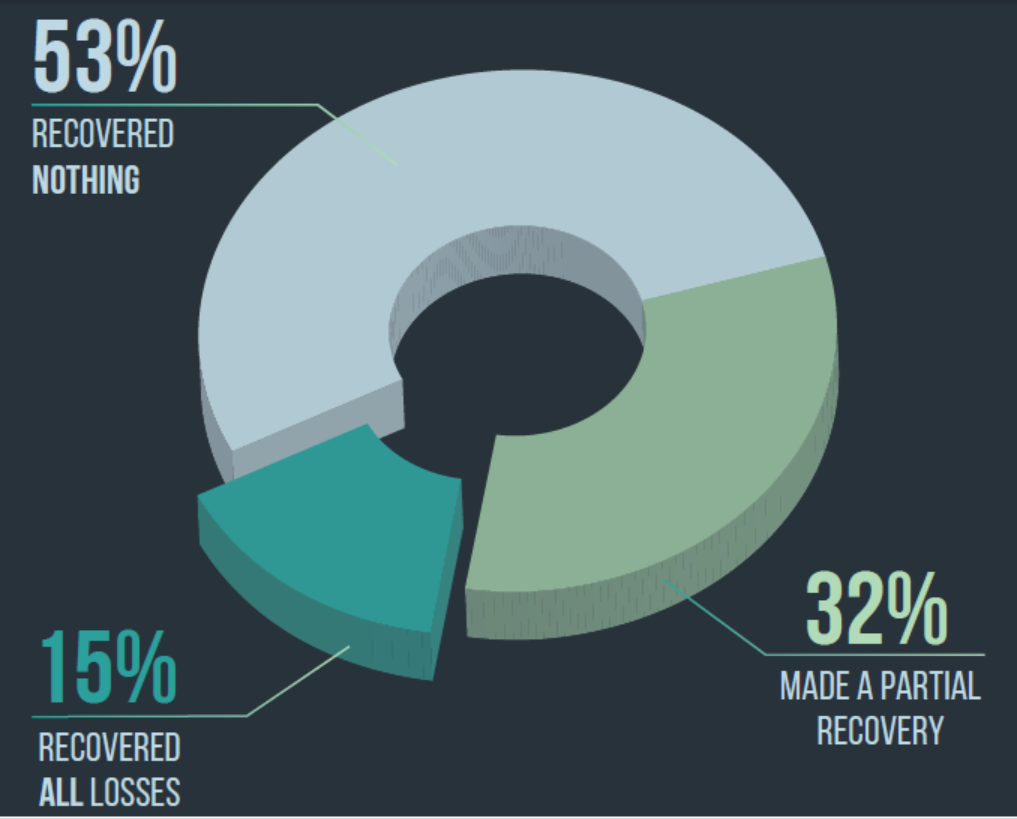 53%
RECOVERED
NOTHING
32%
MADE A PARTIAL
RECOVERY
15%
RECOVERED
ALL LOSSES